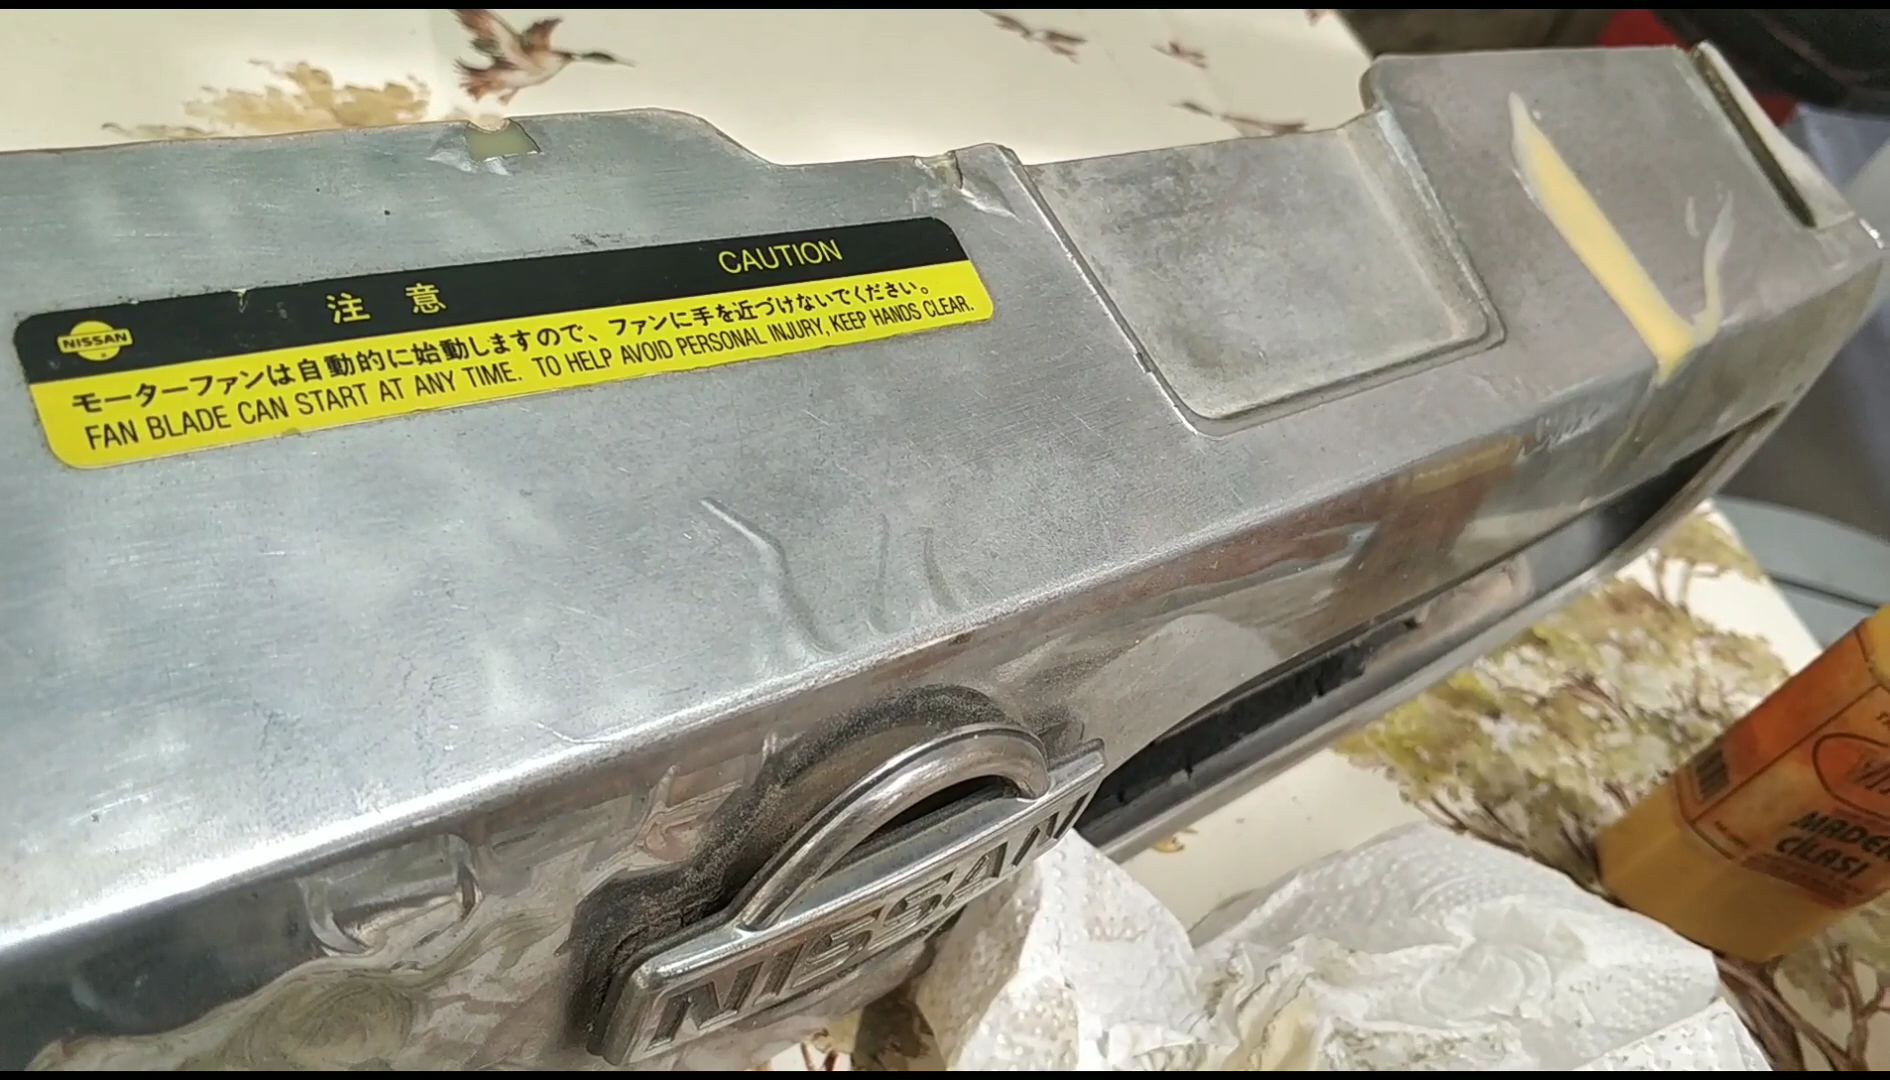 注意 CAUTION
NISSAN
モーターファンは自動的に始動しますので、ファンに手を近づけないでください。
FAN BLADE CAN START AT ANY TIME. TO HELP AVOID PERSONAL INJURY, KEEP HANDS CLEAR.
NISSAN
CİLASI